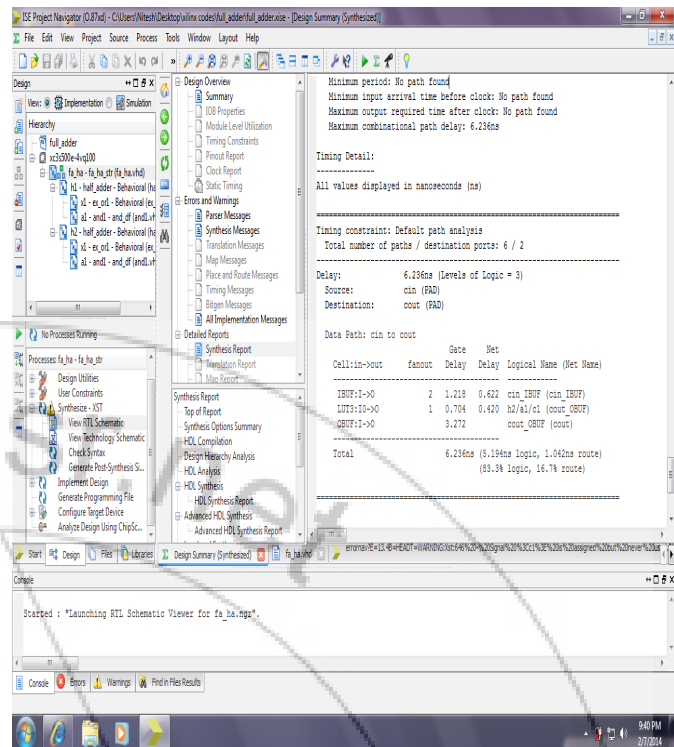 ISE Project Navigator (O.87xd) - C:\Users\Nitesh\Desktop\xilinx codes\full_adder\full_adder.xise - [Design Summary (Synthesized)]
File Edit View Project Source Process Tools Window Layout Help
Design
View: Implementation Simulation
Hierarchy
full_adder
xc3s500e-4vq100
fa_ha - fa_ha_str (fa_ha.vhd)
h1 - half_adder - Behavioral (ha
x1 - ex_or1 - Behavioral (ex_
a1 - and1 - and_df (and1.vh
h2 - half_adder - Behavioral (ha
x1 - ex_or1 - Behavioral (ex_
a1 - and1 - and_df (and1.vh
No Processes Running
Processes: fa_ha - fa_ha_str
Design Utilities
User Constraints
Synthesize - XST
View RTL Schematic
View Technology Schematic
Check Syntax
Generate Post-Synthesis Si...
Implement Design
Generate Programming File
Configure Target Device
Analyze Design Using ChipSc...
Design Overview
Summary
IOB Properties
Module Level Utilization
Timing Constraints
Pinout Report
Clock Report
Static Timing
Errors and Warnings
Parser Messages
Synthesis Messages
Translation Messages
Map Messages
Place and Route Messages
Timing Messages
Bitgen Messages
All Implementation Messages
Detailed Reports
Synthesis Report
Translation Report
Map Report
Synthesis Report
Top of Report
Synthesis Options Summary
HDL Compilation
Design Hierarchy Analysis
HDL Analysis
HDL Synthesis
HDL Synthesis Report
Advanced HDL Synthesis
Advanced HDL Synthesis Report
Minimum period: No path found
Minimum input arrival time before clock: No path found
Maximum output required time after clock: No path found
Maximum combinational path delay: 6.236ns
Timing Detail:
--------------
All values displayed in nanoseconds (ns)
Timing constraint: Default path analysis
Total number of paths / destination ports: 6 / 2
Delay: 6.236ns (Levels of Logic = 3)
Source: cin (PAD)
Destination: cout (PAD)
Data Path: cin to cout
Gate Net
Cell:in->out fanout Delay Delay Logical Name (Net Name)
IBUF:I->O 2 1.218 0.622 cin_IBUF (cin_IBUF)
LUT3:I0->O 1 0.704 0.420 h2/a1/c1 (cout_OBUF)
OBUF:I->O 3.272 cout_OBUF (cout)
Total 6.236ns (5.194ns logic, 1.042ns route)
(83.3% logic, 16.7% route)
Start Design Files Libraries Design Summary (Synthesized) fa_ha.vhd
Console
Started : "Launching RTL Schematic Viewer for fa_ha.ngr".
Console Errors Warnings Find in Files Results
9:40 PM
2/7/2014